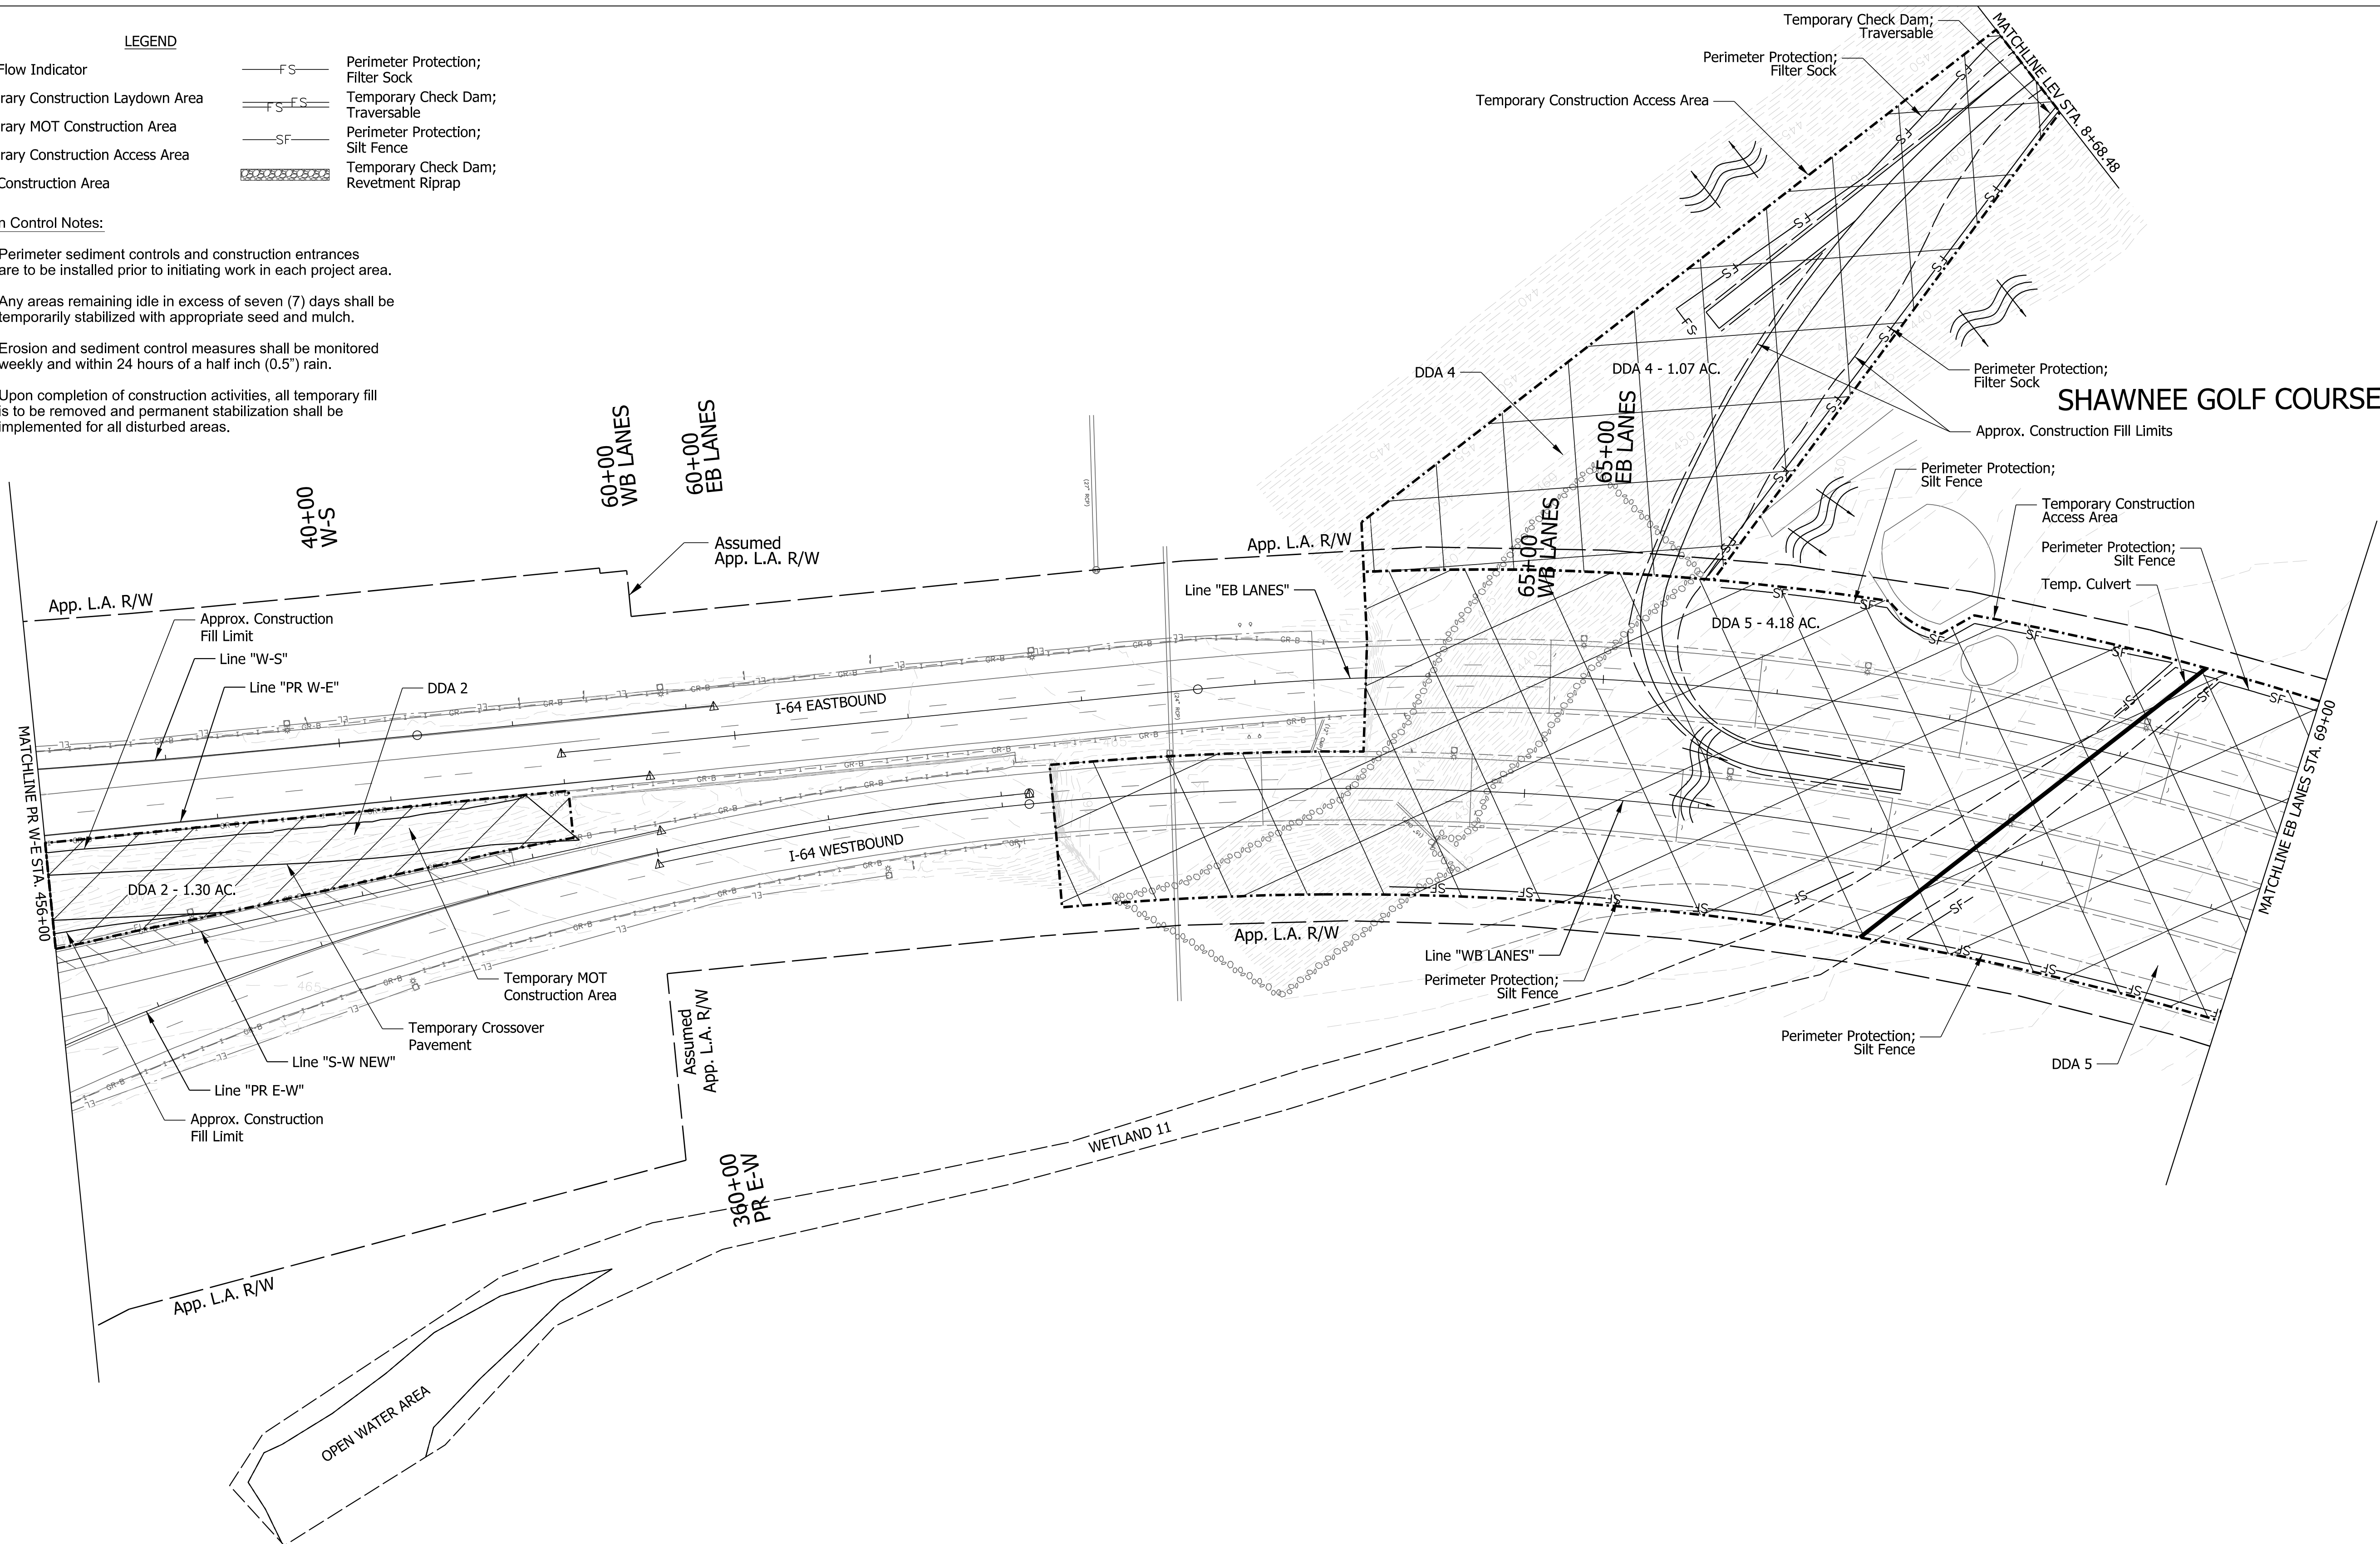 LEGEND
Flow Indicator
rary Construction Laydown Area
rary MOT Construction Area
rary Construction Access Area
Construction Area
FS
Perimeter Protection;
Filter Sock
FS FS
Temporary Check Dam;
Traversable
SF
Perimeter Protection;
Silt Fence
Temporary Check Dam;
Revetment Riprap
n Control Notes:
Perimeter sediment controls and construction entrances
are to be installed prior to initiating work in each project area.
Any areas remaining idle in excess of seven (7) days shall be
temporarily stabilized with appropriate seed and mulch.
Erosion and sediment control measures shall be monitored
weekly and within 24 hours of a half inch (0.5”) rain.
Upon completion of construction activities, all temporary fill
is to be removed and permanent stabilization shall be
implemented for all disturbed areas.
Temporary Check Dam;
Traversable
Perimeter Protection;
Filter Sock
Temporary Construction Access Area
MATCHLINE LEV STA. 8+68.48
DDA 4
DDA 4 - 1.07 AC.
Perimeter Protection;
Filter Sock
SHAWNEE GOLF COURSE
Approx. Construction Fill Limits
Perimeter Protection;
Silt Fence
Temporary Construction
Access Area
Perimeter Protection;
Silt Fence
Temp. Culvert
40+00
W-S
60+00
WB LANES
60+00
EB LANES
65+00
EB LANES
65+00
WB LANES
Assumed
App. L.A. R/W
App. L.A. R/W
App. L.A. R/W
Line "EB LANES"
DDA 5 - 4.18 AC.
Approx. Construction
Fill Limit
Line "W-S"
Line "PR W-E"
DDA 2
I-64 EASTBOUND
MATCHLINE PR W-E STA. 456+00
I-64 WESTBOUND
DDA 2 - 1.30 AC.
MATCHLINE EB LANES STA. 69+00
App. L.A. R/W
Line "WB LANES"
Perimeter Protection;
Silt Fence
Temporary MOT
Construction Area
465
Temporary Crossover
Pavement
Line "S-W NEW"
Line "PR E-W"
Approx. Construction
Fill Limit
Assumed
App. L.A. R/W
Perimeter Protection;
Silt Fence
DDA 5
WETLAND 11
360+00
PR E-W
App. L.A. R/W
OPEN WATER AREA